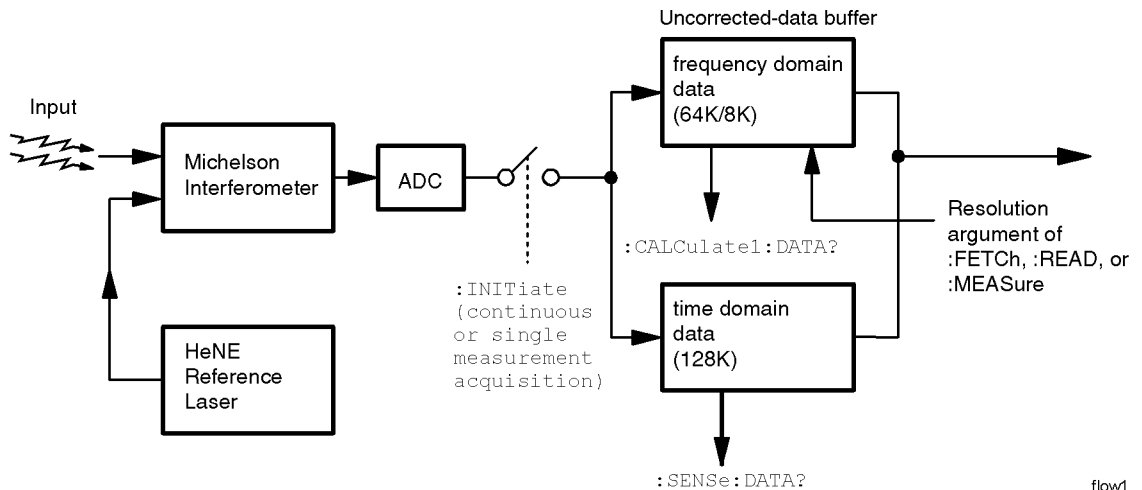 Uncorrected-data buffer
frequency domain
data
(64K/8K)
Input
Michelson
Interferometer
ADC
:CALCulate1:DATA?
Resolution
argument of
:FETCh, :READ, or
:MEASure
:INITiate
(continuous
or single
measurement
acquisition)
time domain
data
(128K)
HeNE
Reference
Laser
:SENSe:DATA?
flow1